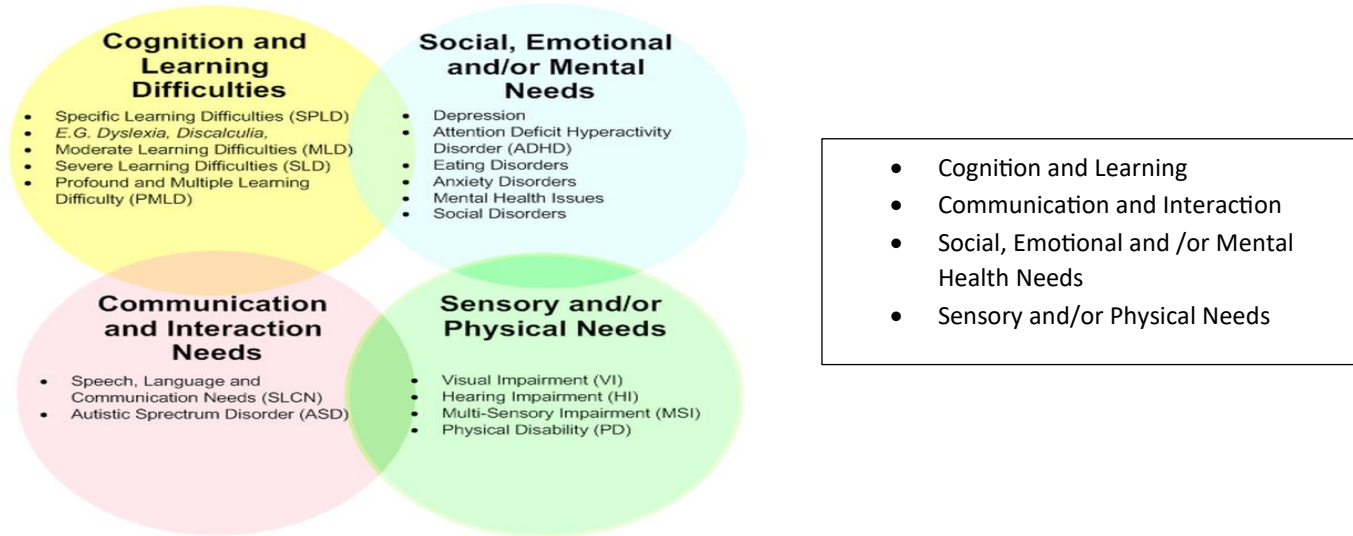 Cognition and
Learning
Difficulties
• Specific Learning Difficulties (SPLD)
• E.G. Dyslexia, Discalculia,
• Moderate Learning Difficulties (MLD)
• Severe Learning Difficulties (SLD)
• Profound and Multiple Learning
Difficulty (PMLD)
Social, Emotional
and/or Mental
Needs
• Depression
• Attention Deficit Hyperactivity
Disorder (ADHD)
• Eating Disorders
• Anxiety Disorders
• Mental Health Issues
• Social Disorders
Communication
and Interaction
Needs
• Speech, Language and
Communication Needs (SLCN)
• Autistic Spectrum Disorder (ASD)
Sensory and/or
Physical Needs
• Visual Impairment (VI)
• Hearing Impairment (HI)
• Multi-Sensory Impairment (MSI)
• Physical Disability (PD)
• Cognition and Learning
• Communication and Interaction
• Social, Emotional and /or Mental
Health Needs
• Sensory and/or Physical Needs